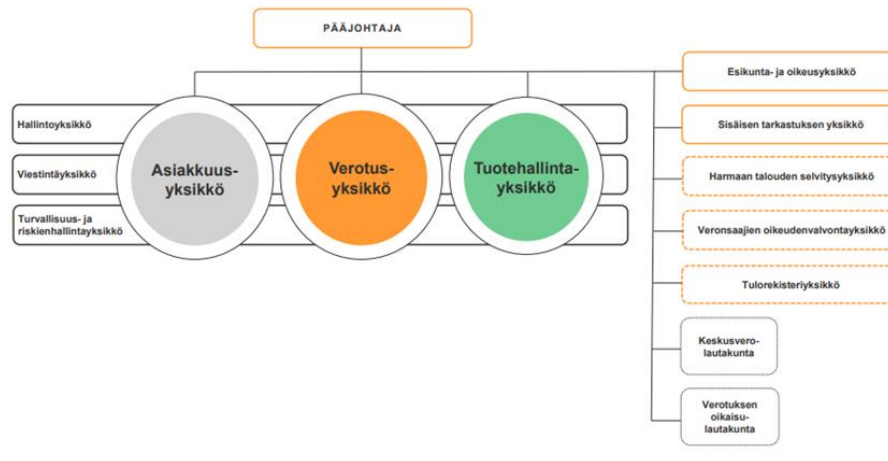 PÄÄJOHTAJA
Hallintoyksikkö
Viestintäyksikkö
Turvallisuus- ja
riskienhallintayksikkö
Asiakkuus-
yksikkö
Verotus-
yksikkö
Tuotehallinta-
yksikkö
Esikunta- ja oikeusyksikkö
Sisäisen tarkastuksen yksikkö
Harmaan talouden selvitysyksikkö
Veronsaajien oikeudenvalvontayksikkö
Tulorekisteriyksikkö
Keskusvero-
lautakunta
Verotuksen
oikaisu-
lautakunta